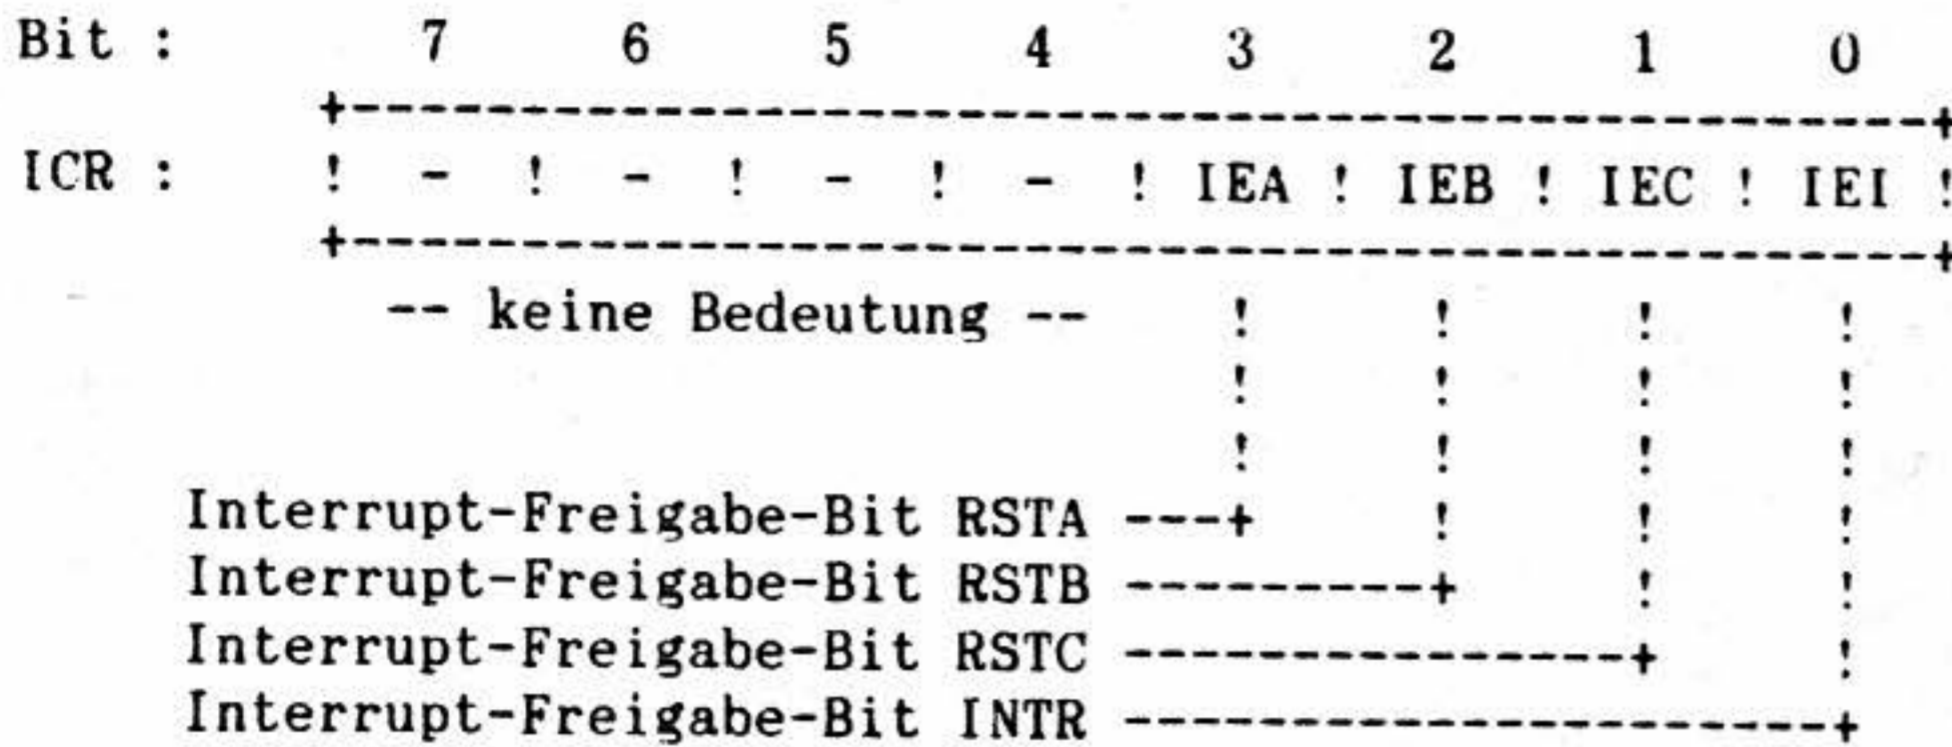 Bit :          7     6     5     4     3     2     1     0
          +-----------------------------------------------+
ICR :     !  -  !  -  !  -  !  -  ! IEA ! IEB ! IEC ! IEI !
          +-----------------------------------------------+
            -- keine Bedeutung --    !     !     !     !
                                     !     !     !     !
                                     !     !     !     !
     Interrupt-Freigabe-Bit RSTA ---+     !     !     !
     Interrupt-Freigabe-Bit RSTB ---------+     !     !
     Interrupt-Freigabe-Bit RSTC ---------------+     !
     Interrupt-Freigabe-Bit INTR ---------------------+